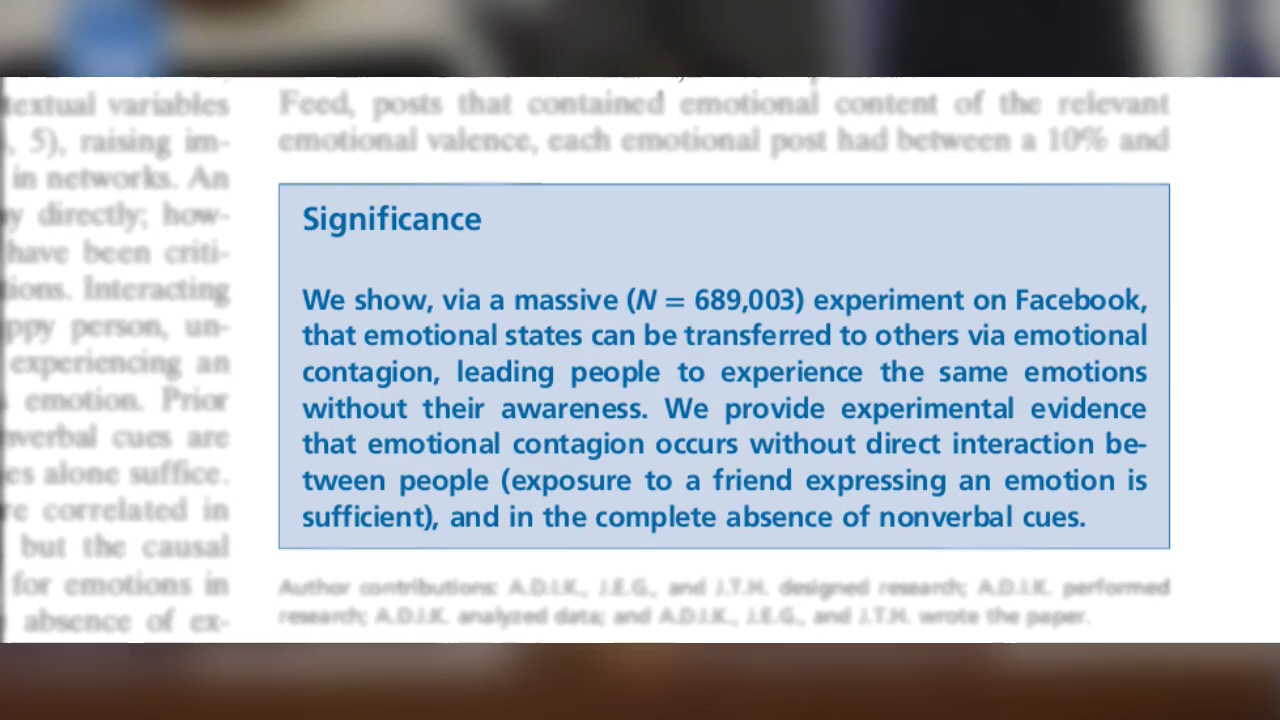 textual variables
, 5), raising im-
in networks. An
y directly; how-
have been criti-
tions. Interacting
ppy person, un-
experiencing an
emotion. Prior
nverbal cues are
es alone suffice.
re correlated in
but the causal
for emotions in
absence of ex-
Feed, posts that contained emotional content of the relevant
emotional valence, each emotional post had between a 10% and
Significance
We show, via a massive (N = 689,003) experiment on Facebook,
that emotional states can be transferred to others via emotional
contagion, leading people to experience the same emotions
without their awareness. We provide experimental evidence
that emotional contagion occurs without direct interaction be-
tween people (exposure to a friend expressing an emotion is
sufficient), and in the complete absence of nonverbal cues.
Author contributions: A.D.I.K., J.E.G., and J.T.H. designed research; A.D.I.K. performed
research; A.D.I.K. analyzed data; and A.D.I.K., J.E.G., and J.T.H. wrote the paper.